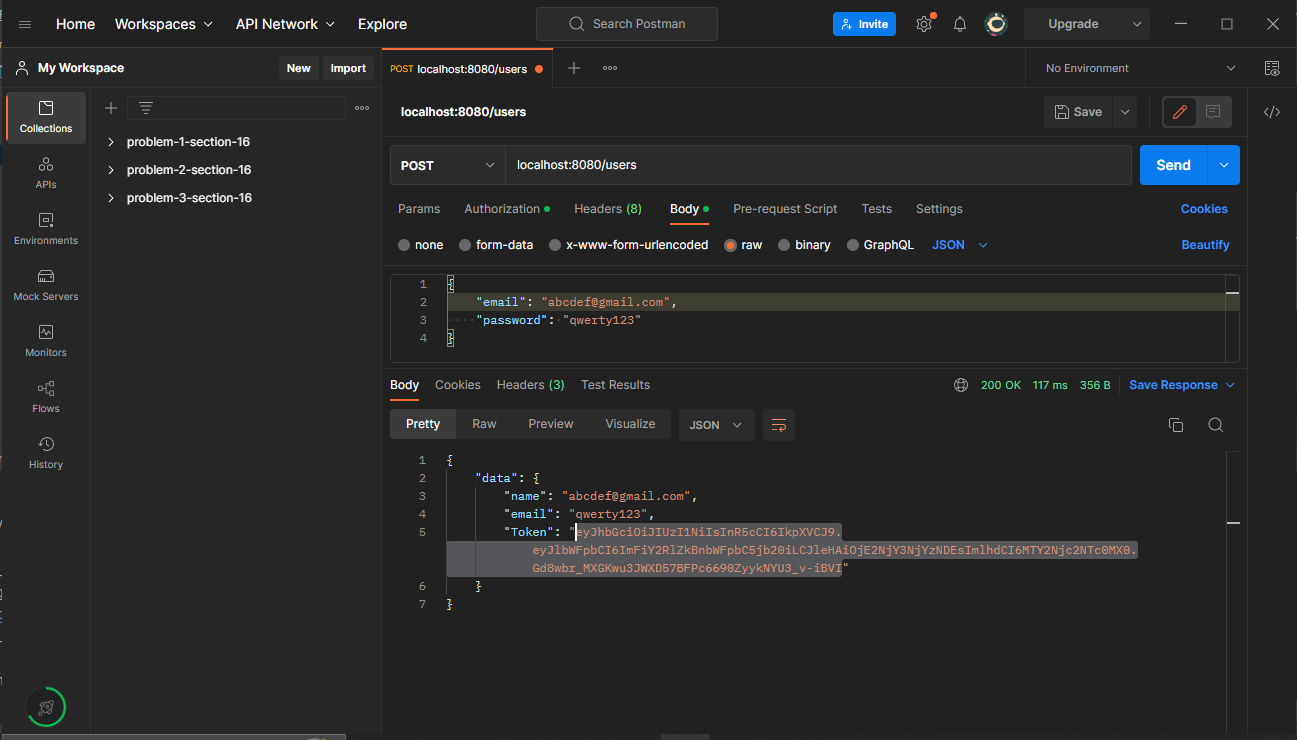 Home Workspaces API Network Explore Search Postman Invite Upgrade
My Workspace New Import
POST localhost:8080/users No Environment
Collections
APIs
Environments
Mock Servers
Monitors
Flows
History
problem-1-section-16
problem-2-section-16
problem-3-section-16
localhost:8080/users Save
POST localhost:8080/users Send
Params Authorization Headers (8) Body Pre-request Script Tests Settings Cookies
none form-data x-www-form-urlencoded raw binary GraphQL JSON Beautify
1 {
2 "email": "abcdef@gmail.com",
3 "password": "qwerty123"
4 }
Body Cookies Headers (3) Test Results 200 OK 117 ms 356 B Save Response
Pretty Raw Preview Visualize JSON
1 {
2 "data": {
3 "name": "abcdef@gmail.com",
4 "email": "qwerty123",
5 "Token": "eyJhbGciOiJIUzI1NiIsInR5cCI6IkpXVCJ9.
eyJlbWFpbCI6ImFiY2RlZkBnbWFpbC5jb20iLCJleHAiOjE2NjY3NjYzNDEsImlhdCI6MTY2Njc2NTc0MX0.
Gd8wbr_MXGKwu3JWXD57BFPc6690ZyykNYU3_v-iBVI"
6 }
7 }